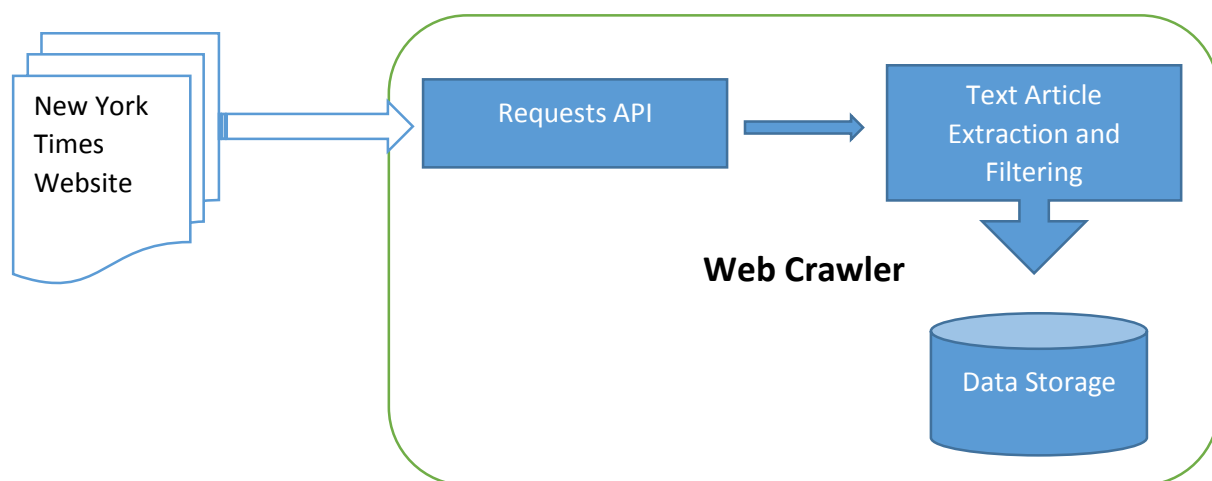 New York
Times
Website
Requests API
Text Article
Extraction and
Filtering
Web Crawler
Data Storage